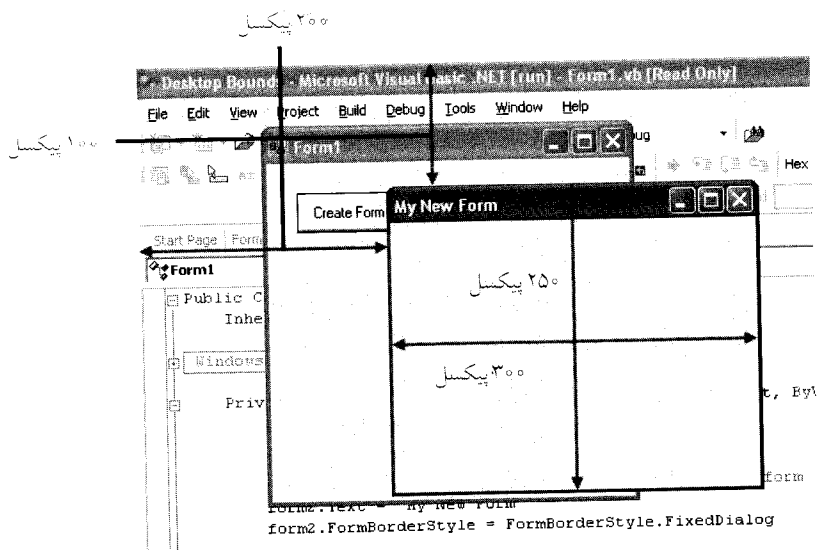 ۲۰۰ پیکسل
Desktop Bounds - Microsoft Visual Basic .NET [run] - Form1.vb [Read Only]
File Edit View Project Build Debug Tools Window Help
۱۰۰ پیکسل
Form1
Hex
Create Form
My New Form
Start Page
Form1
۲۵۰ پیکسل
Public C
Inhe
Windows
۳۰۰ پیکسل
Priv
t, ByV
form
form2.Text = "My New Form"
form2.FormBorderStyle = FormBorderStyle.FixedDialog